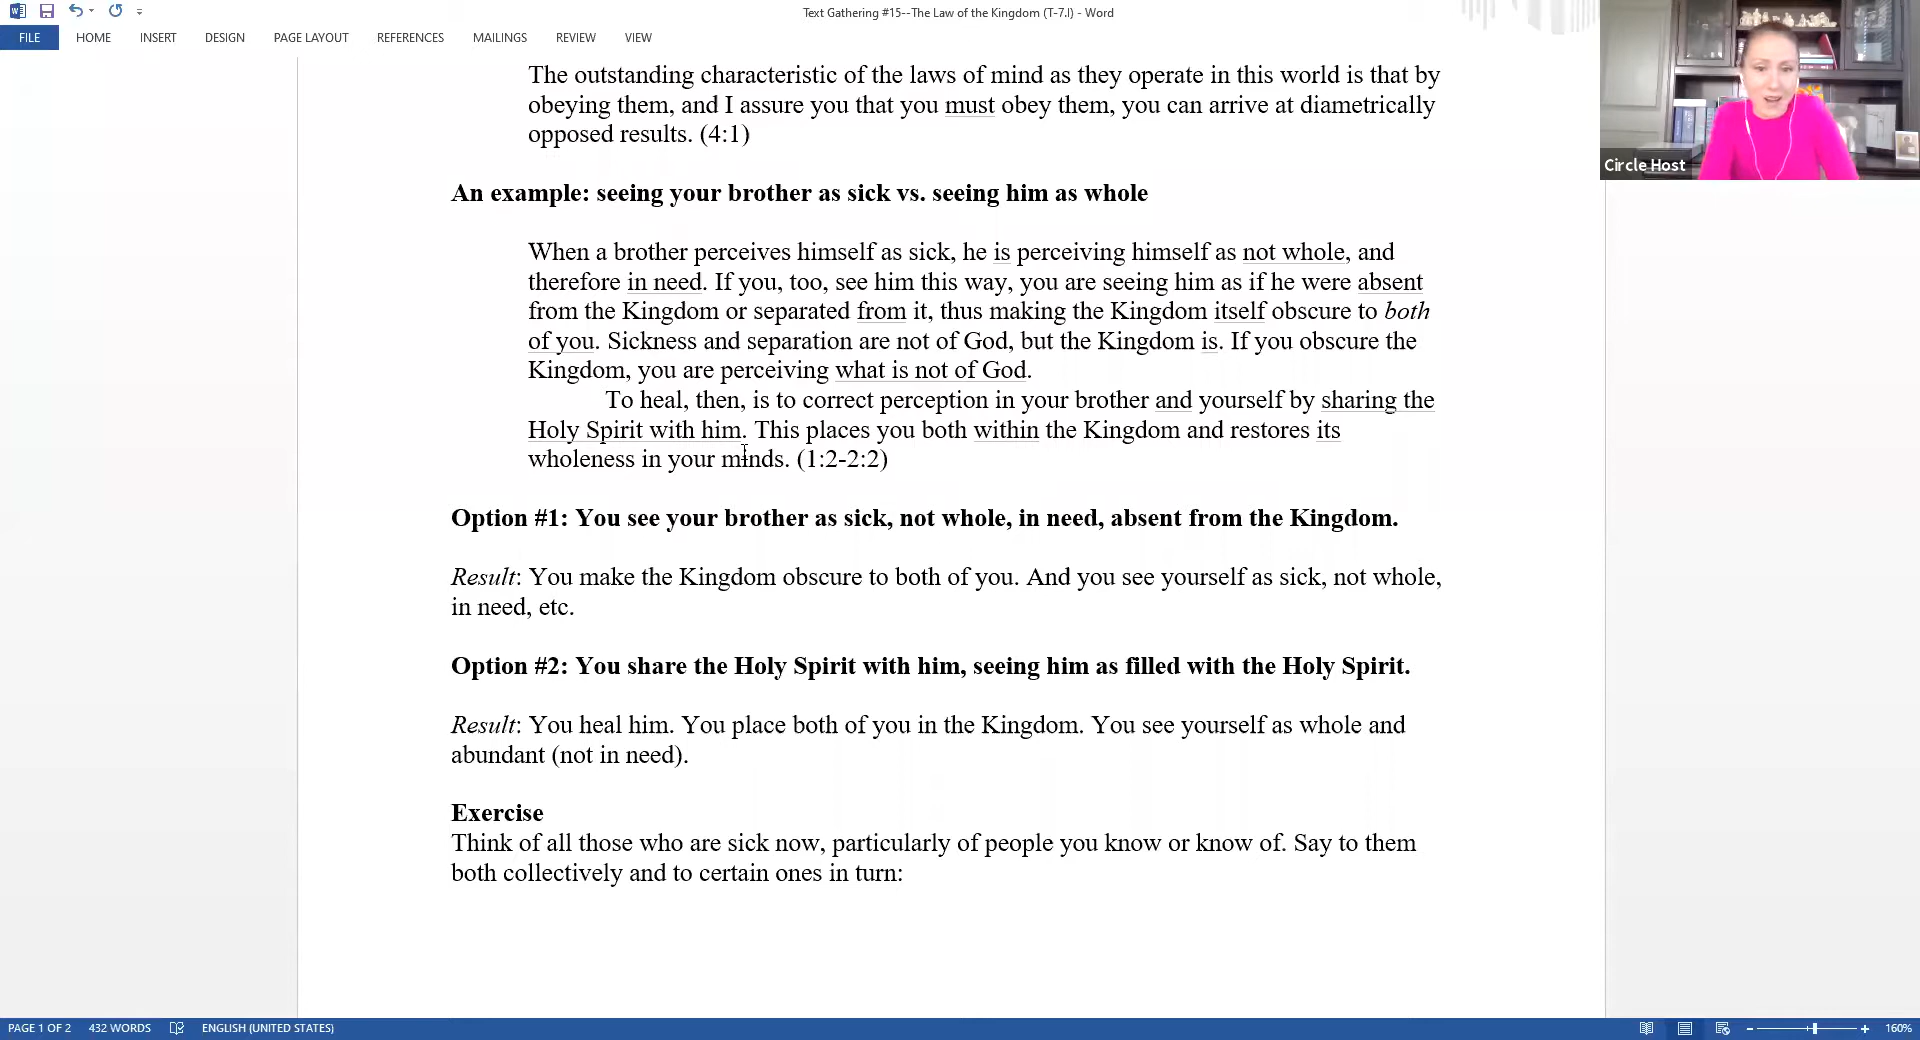 Text Gathering #15--The Law of the Kingdom (T-7.I) - Word
FILE HOME INSERT DESIGN PAGE LAYOUT REFERENCES MAILINGS REVIEW VIEW
Circle Host
The outstanding characteristic of the laws of mind as they operate in this world is that by
obeying them, and I assure you that you must obey them, you can arrive at diametrically
opposed results. (4:1)
An example: seeing your brother as sick vs. seeing him as whole
When a brother perceives himself as sick, he is perceiving himself as not whole, and
therefore in need. If you, too, see him this way, you are seeing him as if he were absent
from the Kingdom or separated from it, thus making the Kingdom itself obscure to both
of you. Sickness and separation are not of God, but the Kingdom is. If you obscure the
Kingdom, you are perceiving what is not of God.
To heal, then, is to correct perception in your brother and yourself by sharing the
Holy Spirit with him. This places you both within the Kingdom and restores its
wholeness in your minds. (1:2-2:2)
Option #1: You see your brother as sick, not whole, in need, absent from the Kingdom.
Result: You make the Kingdom obscure to both of you. And you see yourself as sick, not whole,
in need, etc.
Option #2: You share the Holy Spirit with him, seeing him as filled with the Holy Spirit.
Result: You heal him. You place both of you in the Kingdom. You see yourself as whole and
abundant (not in need).
Exercise
Think of all those who are sick now, particularly of people you know or know of. Say to them
both collectively and to certain ones in turn:
PAGE 1 OF 2 432 WORDS ENGLISH (UNITED STATES) 160%